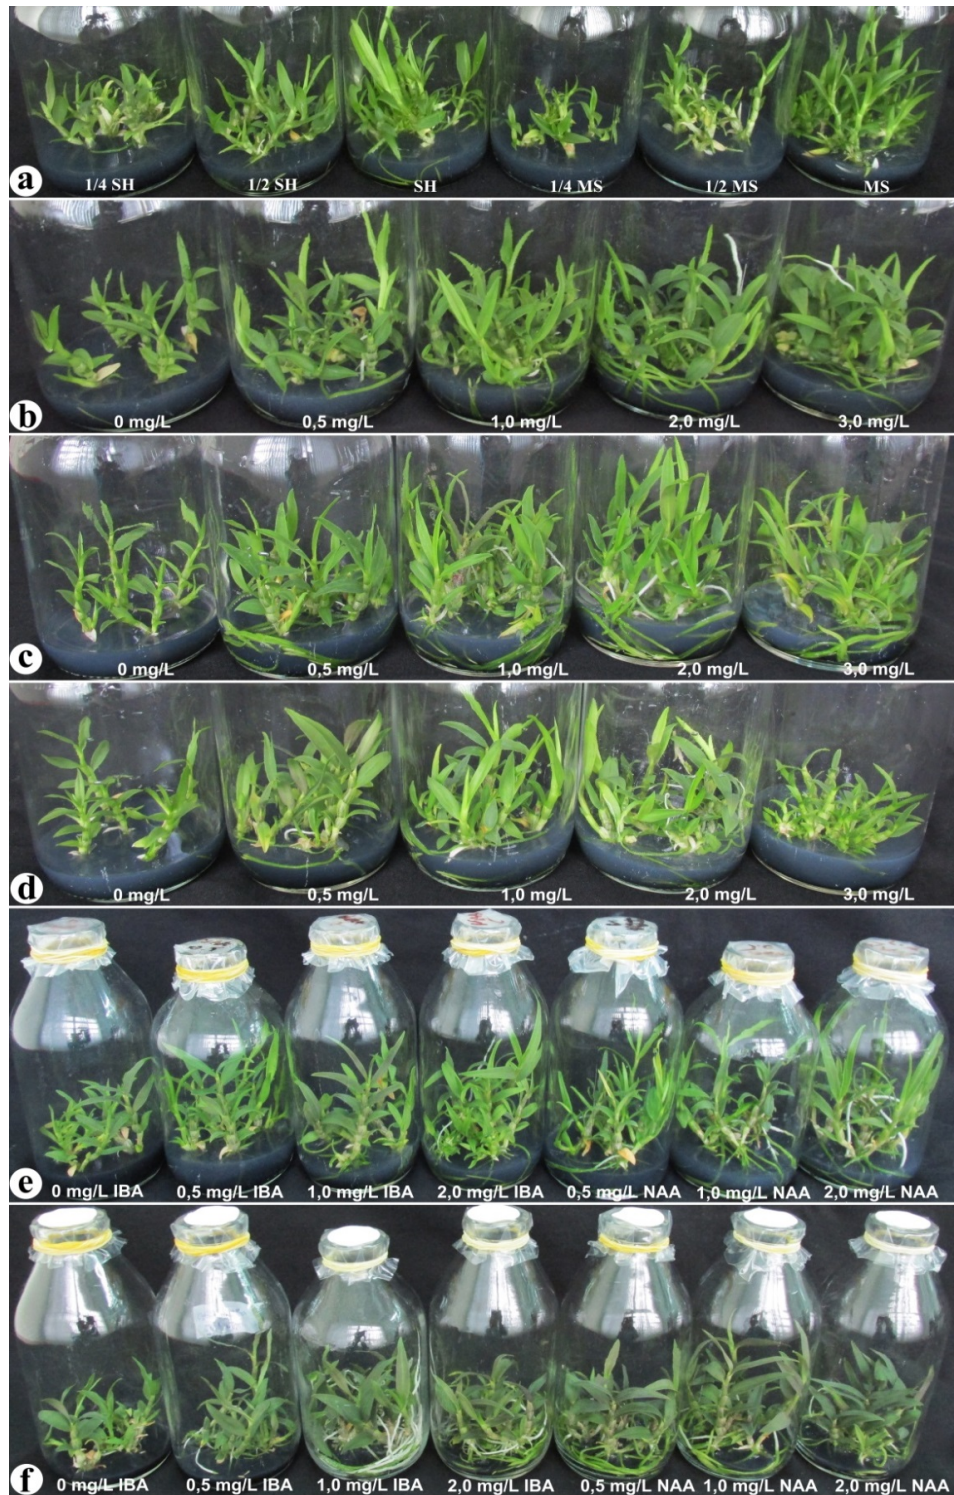 1/4 SH 1/2 SH SH 1/4 MS 1/2 MS MS
a
0 mg/L 0,5 mg/L 1,0 mg/L 2,0 mg/L 3,0 mg/L
b
0 mg/L 0,5 mg/L 1,0 mg/L 2,0 mg/L 3,0 mg/L
c
0 mg/L 0,5 mg/L 1,0 mg/L 2,0 mg/L 3,0 mg/L
d
0 mg/L IBA 0,5 mg/L IBA 1,0 mg/L IBA 2,0 mg/L IBA 0,5 mg/L NAA 1,0 mg/L NAA 2,0 mg/L NAA
e
0 mg/L IBA 0,5 mg/L IBA 1,0 mg/L IBA 2,0 mg/L IBA 0,5 mg/L NAA 1,0 mg/L NAA 2,0 mg/L NAA
f